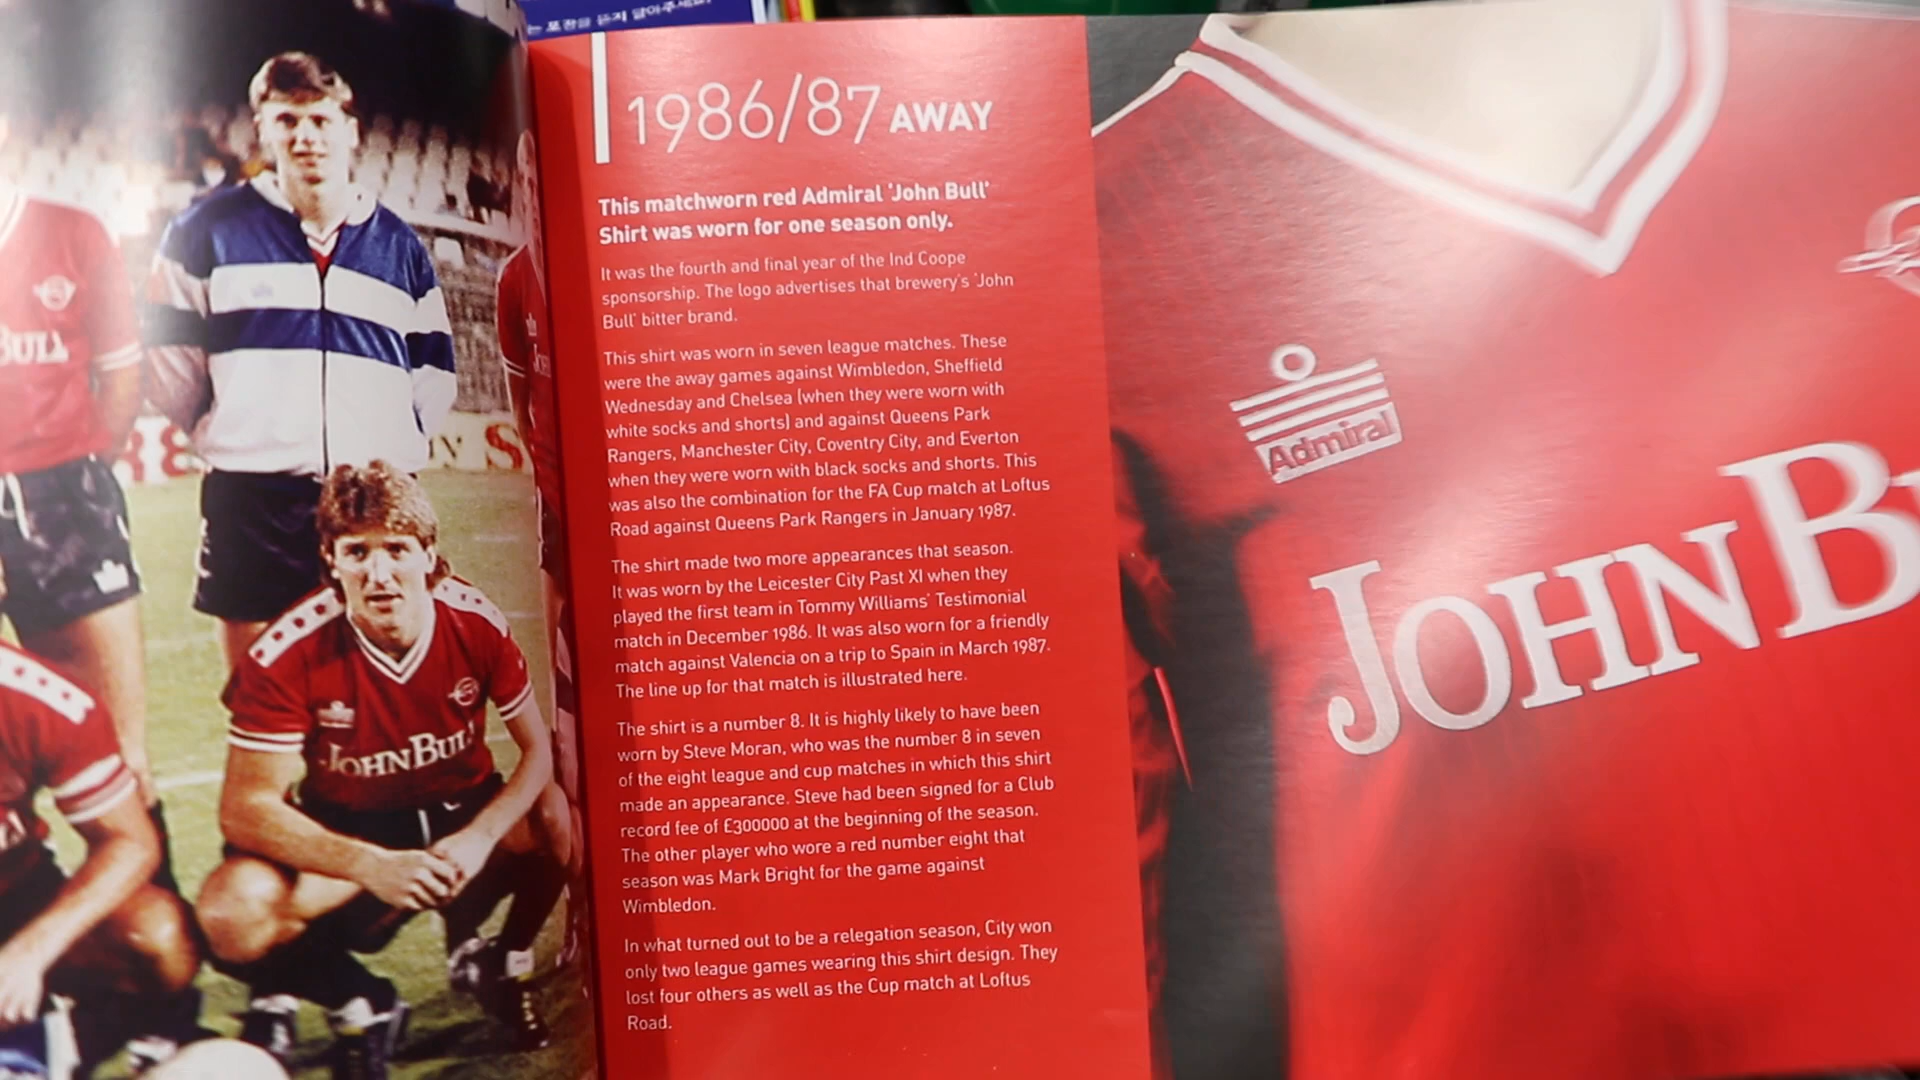 는 포장을 뜯지 말아주세요!
1986/87 AWAY
This matchworn red Admiral 'John Bull'
Shirt was worn for one season only.
It was the fourth and final year of the Ind Coope
sponsorship. The logo advertises that brewery's 'John
Bull' bitter brand.
This shirt was worn in seven league matches. These
were the away games against Wimbledon, Sheffield
Wednesday and Chelsea (when they were worn with
white socks and shorts) and against Queens Park
Rangers, Manchester City, Coventry City, and Everton
when they were worn with black socks and shorts. This
was also the combination for the FA Cup match at Loftus
Road against Queens Park Rangers in January 1987.
The shirt made two more appearances that season.
It was worn by the Leicester City Past XI when they
played the first team in Tommy Williams' Testimonial
match in December 1986. It was also worn for a friendly
match against Valencia on a trip to Spain in March 1987.
The line up for that match is illustrated here.
The shirt is a number 8. It is highly likely to have been
worn by Steve Moran, who was the number 8 in seven
of the eight league and cup matches in which this shirt
made an appearance. Steve had been signed for a Club
record fee of £300000 at the beginning of the season.
The other player who wore a red number eight that
season was Mark Bright for the game against
Wimbledon.
In what turned out to be a relegation season, City won
only two league games wearing this shirt design. They
lost four others as well as the Cup match at Loftus
Road.
Admiral
JOHN BU
BULL
JOHN BULL